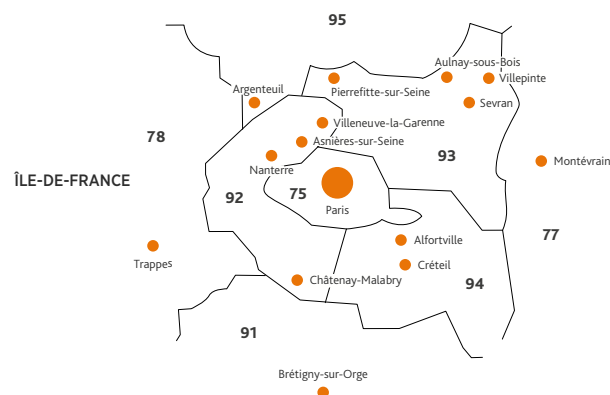 95
Aulnay-sous-Bois
Villepinte
Pierrefitte-sur-Seine
Argenteuil
Sevran
Villeneuve-la-Garenne
78
Asnières-sur-Seine
93
Montévrain
Nanterre
ÎLE-DE-FRANCE
75
92
Paris
77
Alfortville
Trappes
Créteil
Châtenay-Malabry
94
91
Brétigny-sur-Orge